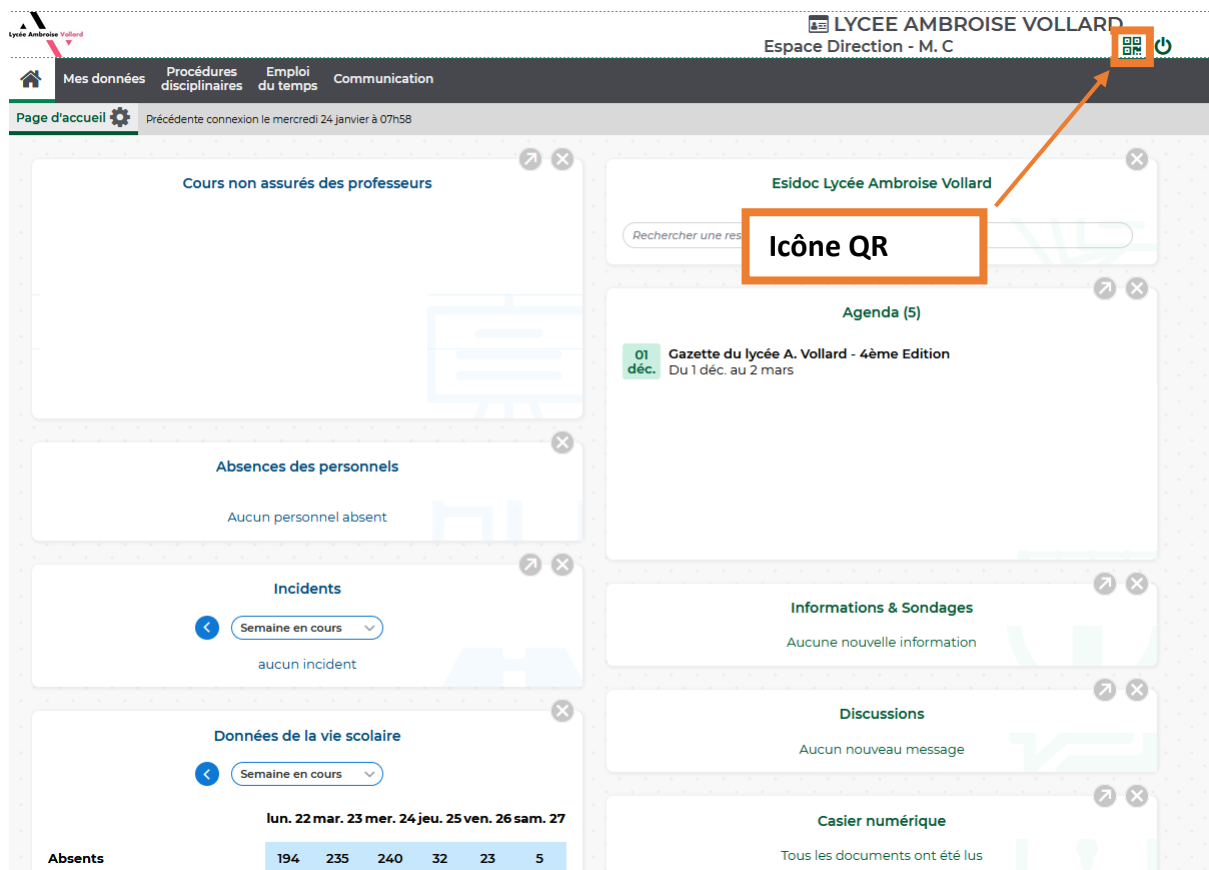 Lycée Ambroise Vollard
LYCEE AMBROISE VOLLARD
Espace Direction - M. C
Mes données
Procédures
disciplinaires
Emploi
du temps
Communication
Page d'accueil
Précédente connexion le mercredi 24 janvier à 07h58
Cours non assurés des professeurs
Absences des personnels
Aucun personnel absent
Incidents
Semaine en cours
aucun incident
Données de la vie scolaire
Semaine en cours
lun. 22 mar. 23 mer. 24 jeu. 25 ven. 26 sam. 27
Absents 194 235 240 32 23 5
Esidoc Lycée Ambroise Vollard
Rechercher une res
Icône QR
Agenda (5)
01
déc.
Gazette du lycée A. Vollard - 4ème Edition
Du 1 déc. au 2 mars
Informations & Sondages
Aucune nouvelle information
Discussions
Aucun nouveau message
Casier numérique
Tous les documents ont été lus